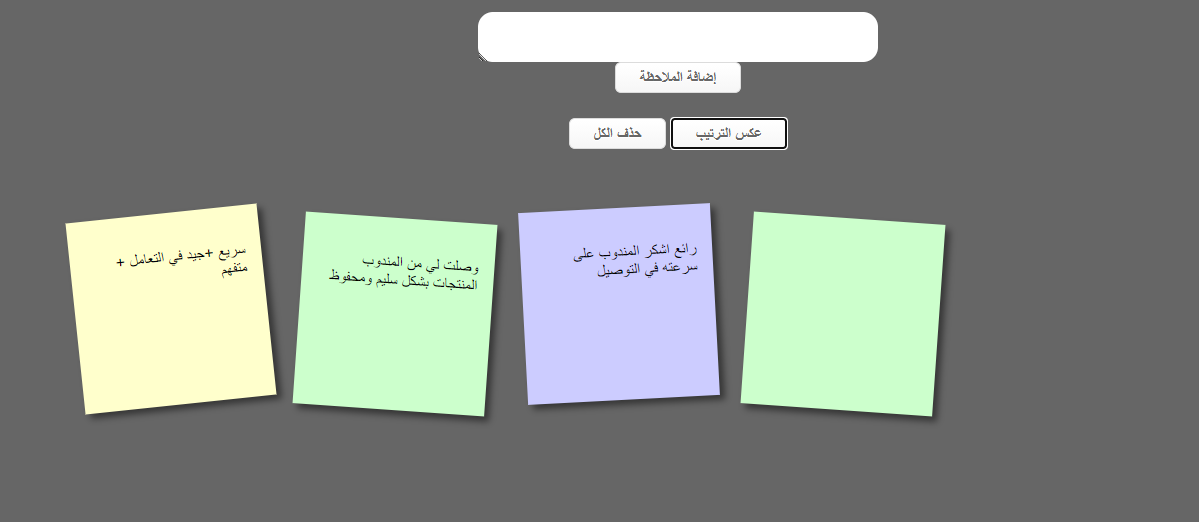 إضافة الملاحظة
عكس الترتيب
حذف الكل
رائع اشكر المندوب على
سرعته في التوصيل
وصلت لي من المندوب
المنتجات بشكل سليم ومحفوظ
سريع +جيد في التعامل +
متفهم